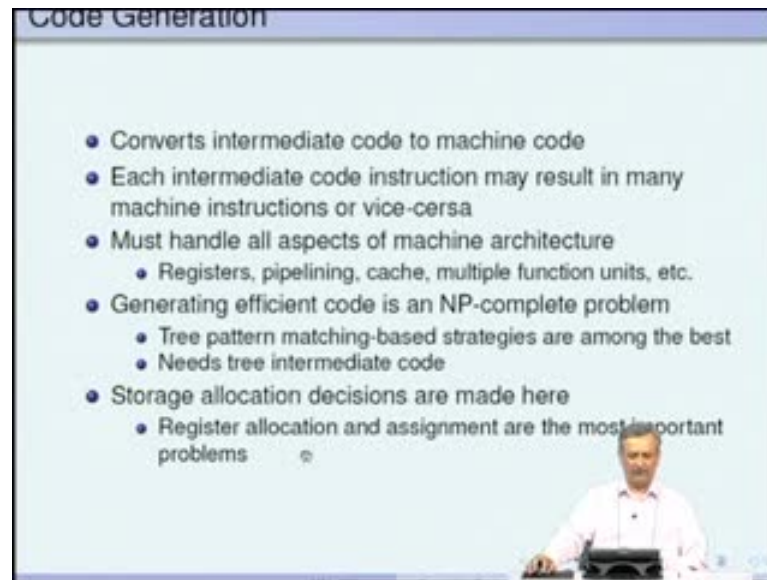 Code Generation
Converts intermediate code to machine code
Each intermediate code instruction may result in many
machine instructions or vice-cersa
Must handle all aspects of machine architecture
Registers, pipelining, cache, multiple function units, etc.
Generating efficient code is an NP-complete problem
Tree pattern matching-based strategies are among the best
Needs tree intermediate code
Storage allocation decisions are made here
Register allocation and assignment are the most important
problems